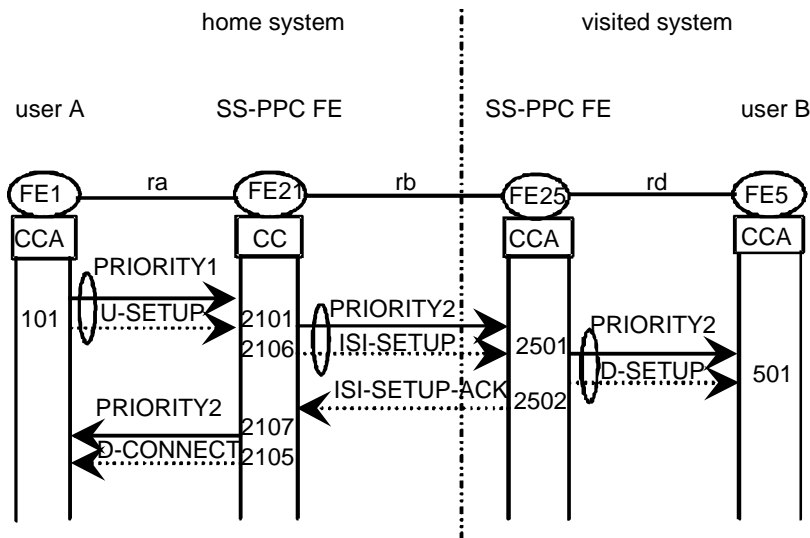 home system visited system
user A SS-PPC FE SS-PPC FE user B
FE1 ra FE21 rb FE25 rd FE5
CCA CC CCA CCA
PRIORITY1
101 U-SETUP 2101 PRIORITY2
2106 ISI-SETUP 2501 PRIORITY2
D-SETUP 501
ISI-SETUP-ACK 2502
PRIORITY2 2107
D-CONNECT 2105